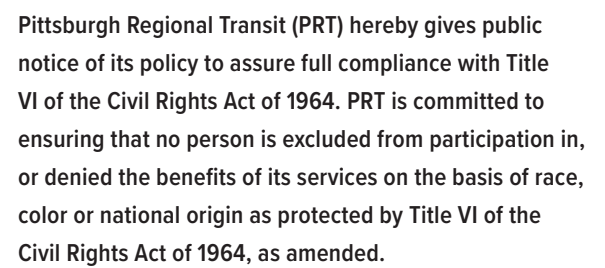 Pittsburgh Regional Transit (PRT) hereby gives public
notice of its policy to assure full compliance with Title
VI of the Civil Rights Act of 1964. PRT is committed to
ensuring that no person is excluded from participation in,
or denied the benefits of its services on the basis of race,
color or national origin as protected by Title VI of the
Civil Rights Act of 1964, as amended.